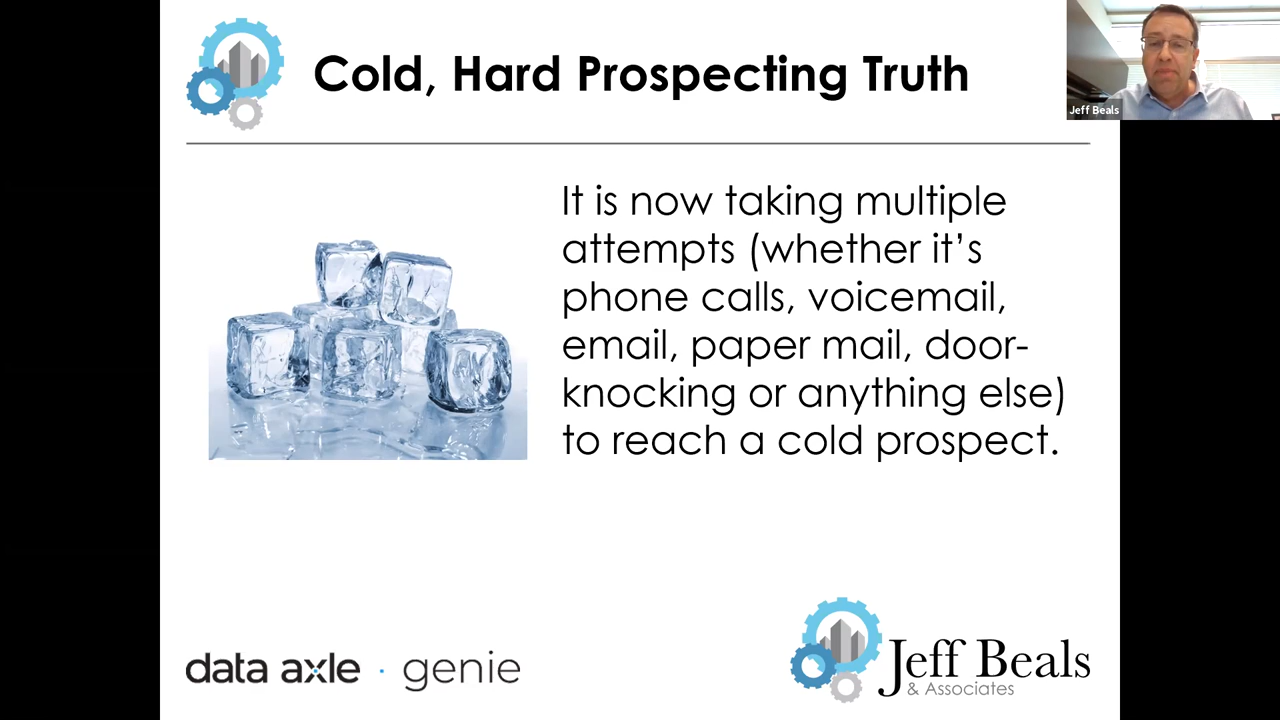 Cold, Hard Prospecting Truth
Jeff Beals
It is now taking multiple
attempts (whether it’s
phone calls, voicemail,
email, paper mail, door-
knocking or anything else)
to reach a cold prospect.
data axle · genie
Jeff Beals
& Associates